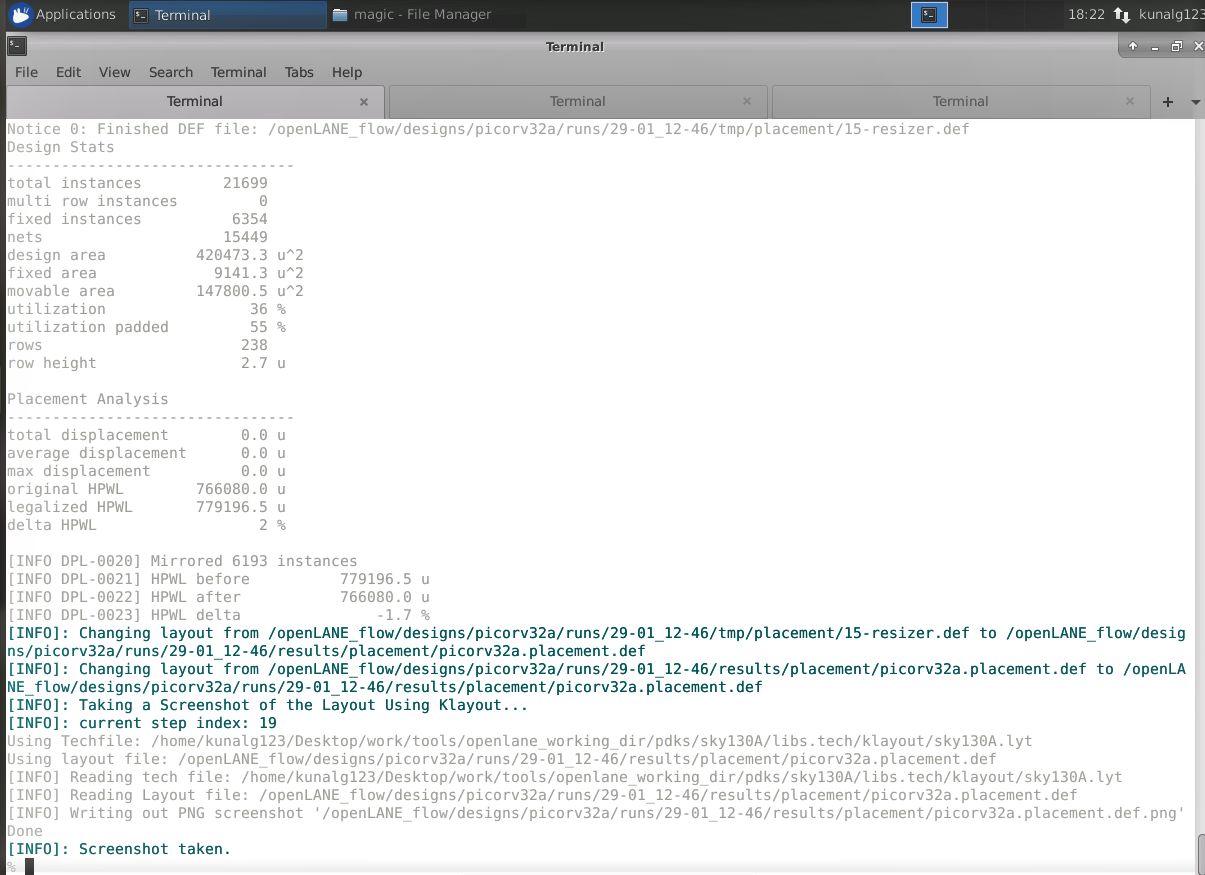 Applications Terminal magic - File Manager 18:22 kunalg123
Terminal
File Edit View Search Terminal Tabs Help
Terminal × Terminal × Terminal ×
Notice 0: Finished DEF file: /openLANE_flow/designs/picorv32a/runs/29-01_12-46/tmp/placement/15-resizer.def
Design Stats
--------------------------------
total instances         21699
multi row instances         0
fixed instances          6354
nets                    15449
design area          420473.3 u^2
fixed area             9141.3 u^2
movable area         147800.5 u^2
utilization                36 %
utilization padded         55 %
rows                      238
row height                2.7 u
Placement Analysis
--------------------------------
total displacement        0.0 u
average displacement      0.0 u
max displacement          0.0 u
original HPWL        766080.0 u
legalized HPWL       779196.5 u
delta HPWL                  2 %
[INFO DPL-0020] Mirrored 6193 instances
[INFO DPL-0021] HPWL before          779196.5 u
[INFO DPL-0022] HPWL after           766080.0 u
[INFO DPL-0023] HPWL delta               -1.7 %
[INFO]: Changing layout from /openLANE_flow/designs/picorv32a/runs/29-01_12-46/tmp/placement/15-resizer.def to /openLANE_flow/desig
ns/picorv32a/runs/29-01_12-46/results/placement/picorv32a.placement.def
[INFO]: Changing layout from /openLANE_flow/designs/picorv32a/runs/29-01_12-46/results/placement/picorv32a.placement.def to /openLA
NE_flow/designs/picorv32a/runs/29-01_12-46/results/placement/picorv32a.placement.def
[INFO]: Taking a Screenshot of the Layout Using Klayout...
[INFO]: current step index: 19
Using Techfile: /home/kunalg123/Desktop/work/tools/openlane_working_dir/pdks/sky130A/libs.tech/klayout/sky130A.lyt
Using layout file: /openLANE_flow/designs/picorv32a/runs/29-01_12-46/results/placement/picorv32a.placement.def
[INFO] Reading tech file: /home/kunalg123/Desktop/work/tools/openlane_working_dir/pdks/sky130A/libs.tech/klayout/sky130A.lyt
[INFO] Reading Layout file: /openLANE_flow/designs/picorv32a/runs/29-01_12-46/results/placement/picorv32a.placement.def
[INFO] Writing out PNG screenshot '/openLANE_flow/designs/picorv32a/runs/29-01_12-46/results/placement/picorv32a.placement.def.png'
Done
[INFO]: Screenshot taken.
%